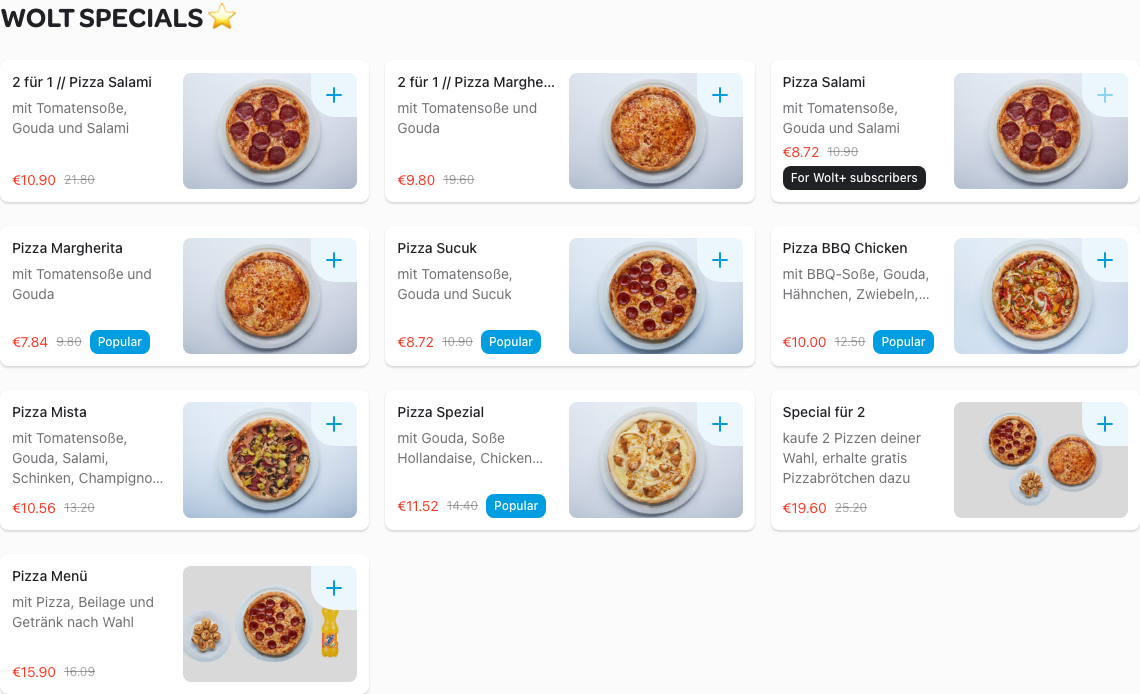 WOLT SPECIALS ⭐
2 für 1 // Pizza Salami
mit Tomatensoße,
Gouda und Salami
€10.90 21.80
2 für 1 // Pizza Marghe...
mit Tomatensoße und
Gouda
€9.80 19.60
Pizza Salami
mit Tomatensoße,
Gouda und Salami
€8.72 10.90
For Wolt+ subscribers
Pizza Margherita
mit Tomatensoße und
Gouda
€7.84 9.80 Popular
Pizza Sucuk
mit Tomatensoße,
Gouda und Sucuk
€8.72 10.90 Popular
Pizza BBQ Chicken
mit BBQ-Soße, Gouda,
Hähnchen, Zwiebeln,...
€10.00 12.50 Popular
Pizza Mista
mit Tomatensoße,
Gouda, Salami,
Schinken, Champigno...
€10.56 13.20
Pizza Spezial
mit Gouda, Soße
Hollandaise, Chicken...
€11.52 14.40 Popular
Special für 2
kaufe 2 Pizzen deiner
Wahl, erhalte gratis
Pizzabrötchen dazu
€19.60 25.20
Pizza Menü
mit Pizza, Beilage und
Getränk nach Wahl
€15.90 16.09